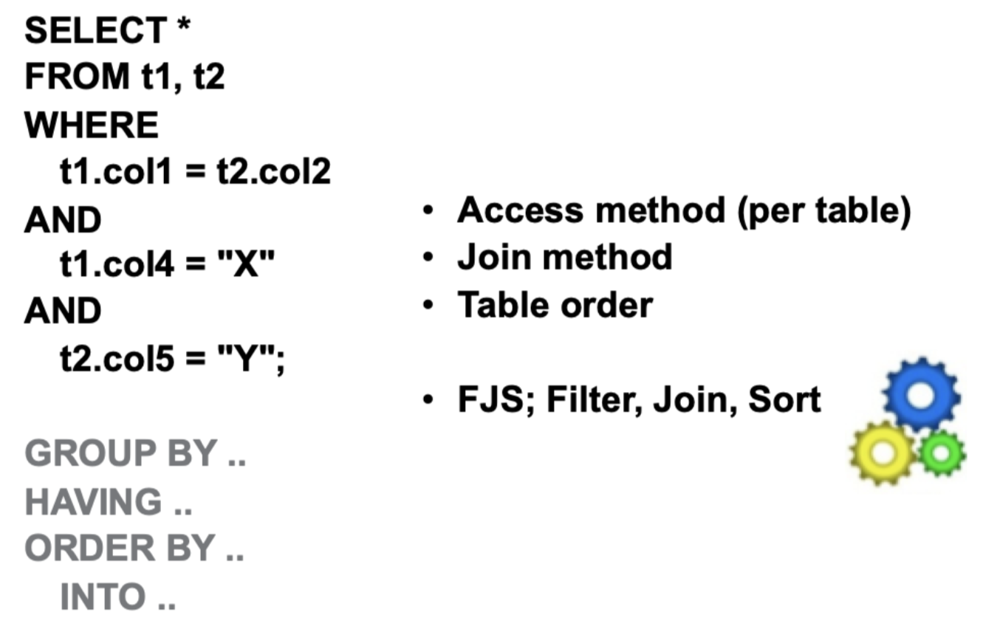 SELECT *
FROM t1, t2
WHERE
t1.col1 = t2.col2
AND
t1.col4 = "X"
AND
t2.col5 = "Y";
GROUP BY ..
HAVING ..
ORDER BY ..
INTO ..
• Access method (per table)
• Join method
• Table order
• FJS; Filter, Join, Sort